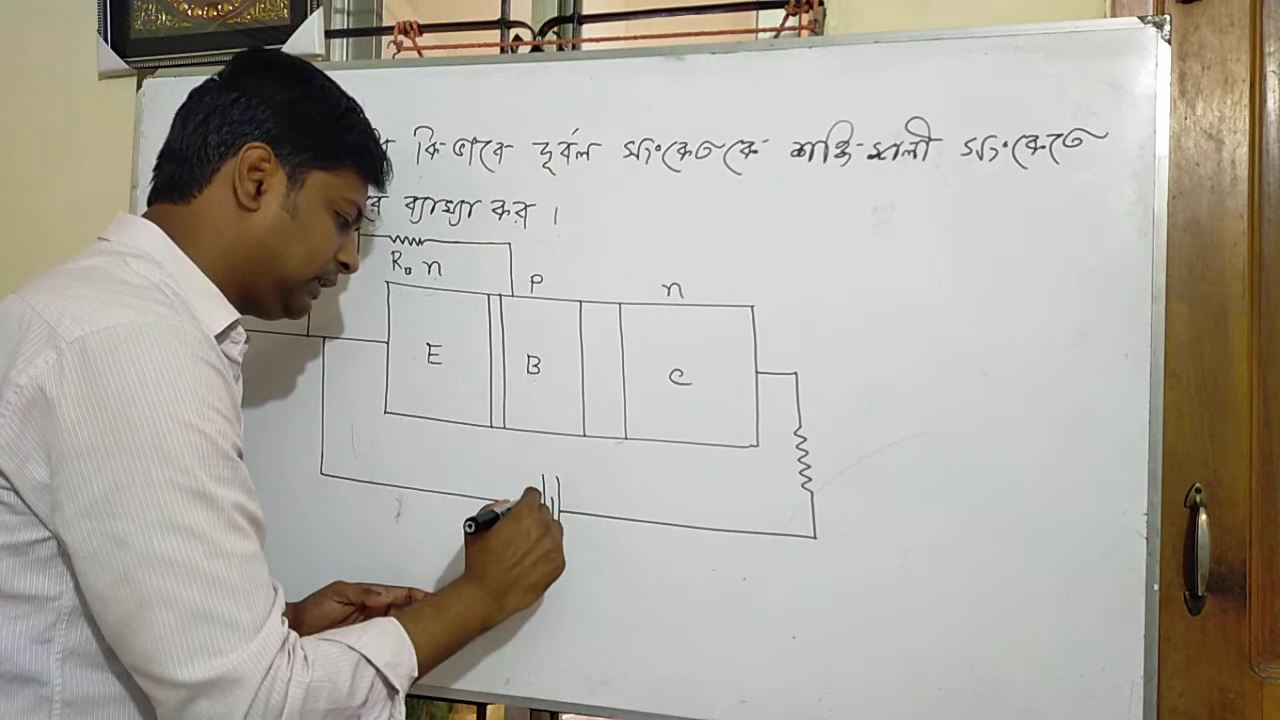 কিভাবে দূর্বল সংকেতকে শক্তিশালী সংকেতে
ব্যাখ্যা কর ।
R₀ n P n
E B C